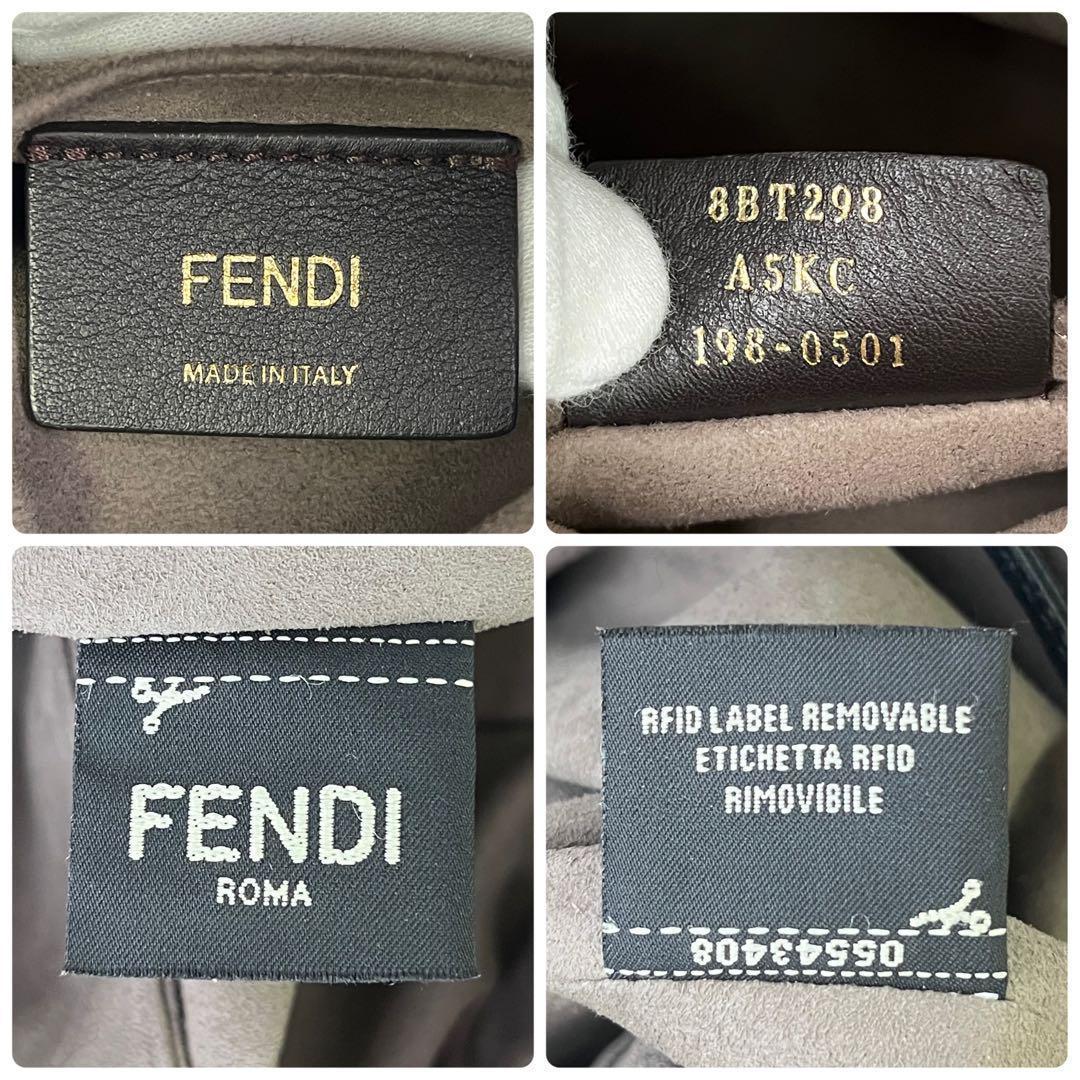 FENDI
MADE IN ITALY
8BT298
A5KC
198-0501
FENDI
ROMA
RFID LABEL REMOVABLE
ETICHETTA RFID
RIMOVIBILE
05543408